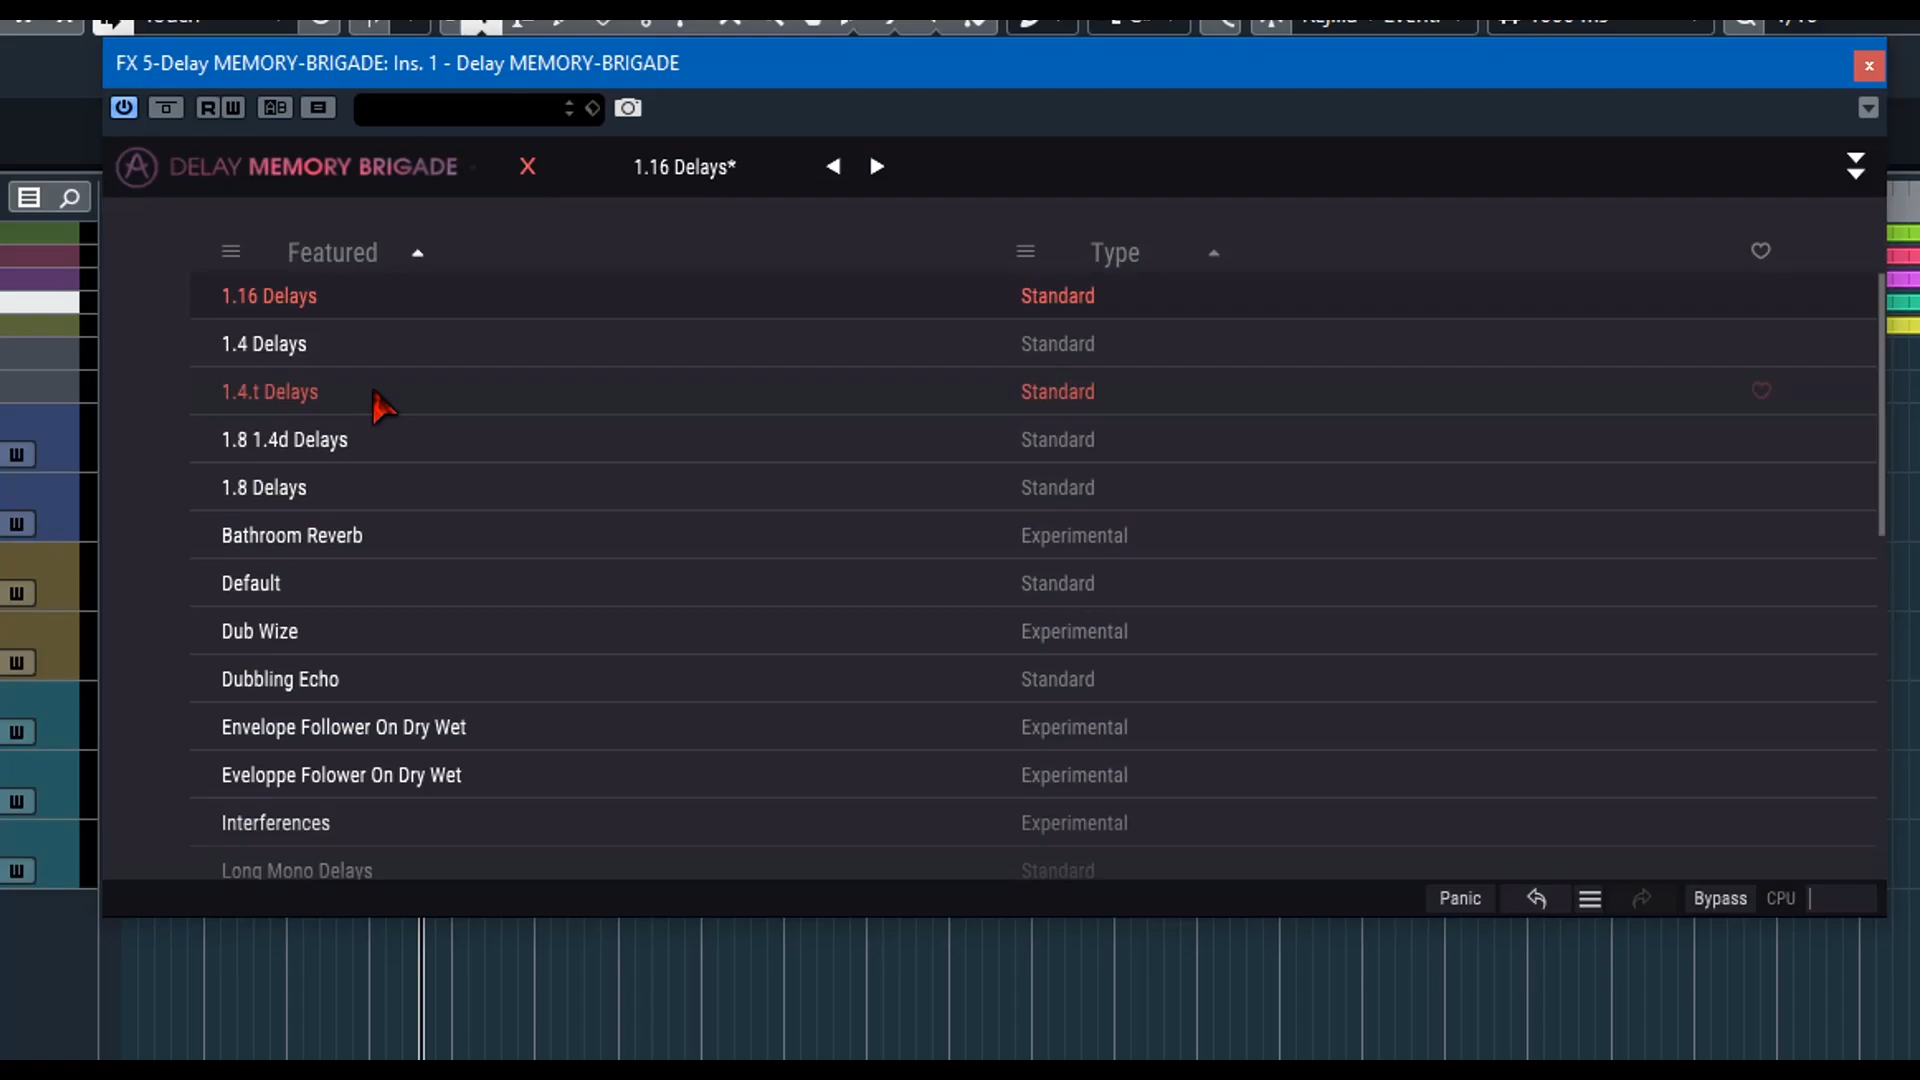 FX 5-Delay MEMORY-BRIGADE: Ins. 1 - Delay MEMORY-BRIGADE
x
R W
AB
DELAY MEMORY BRIGADE
X
1.16 Delays*
Featured Type
1.16 Delays Standard
1.4 Delays Standard
1.4.t Delays Standard
1.8 1.4d Delays Standard
1.8 Delays Standard
Bathroom Reverb Experimental
Default Standard
Dub Wize Experimental
Dubbling Echo Standard
Envelope Follower On Dry Wet Experimental
Eveloppe Folower On Dry Wet Experimental
Interferences Experimental
Long Mono Delays Standard
Panic Bypass CPU
W
W
W
W
W
W
W